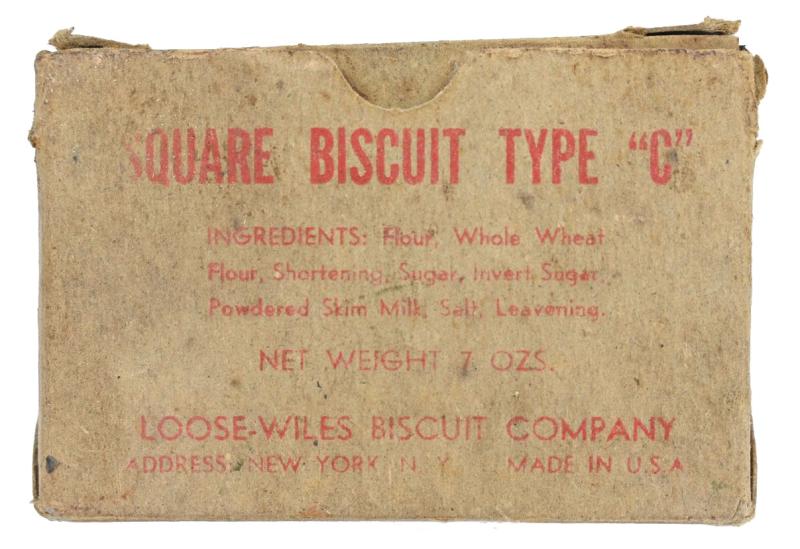 SQUARE BISCUIT TYPE "C"
INGREDIENTS: Flour, Whole Wheat
Flour, Shortening, Sugar, Invert Sugar,
Powdered Skim Milk, Salt, Leavening.
NET WEIGHT 7 OZS.
LOOSE-WILES BISCUIT COMPANY
ADDRESS: NEW YORK, N. Y. MADE IN U.S.A.